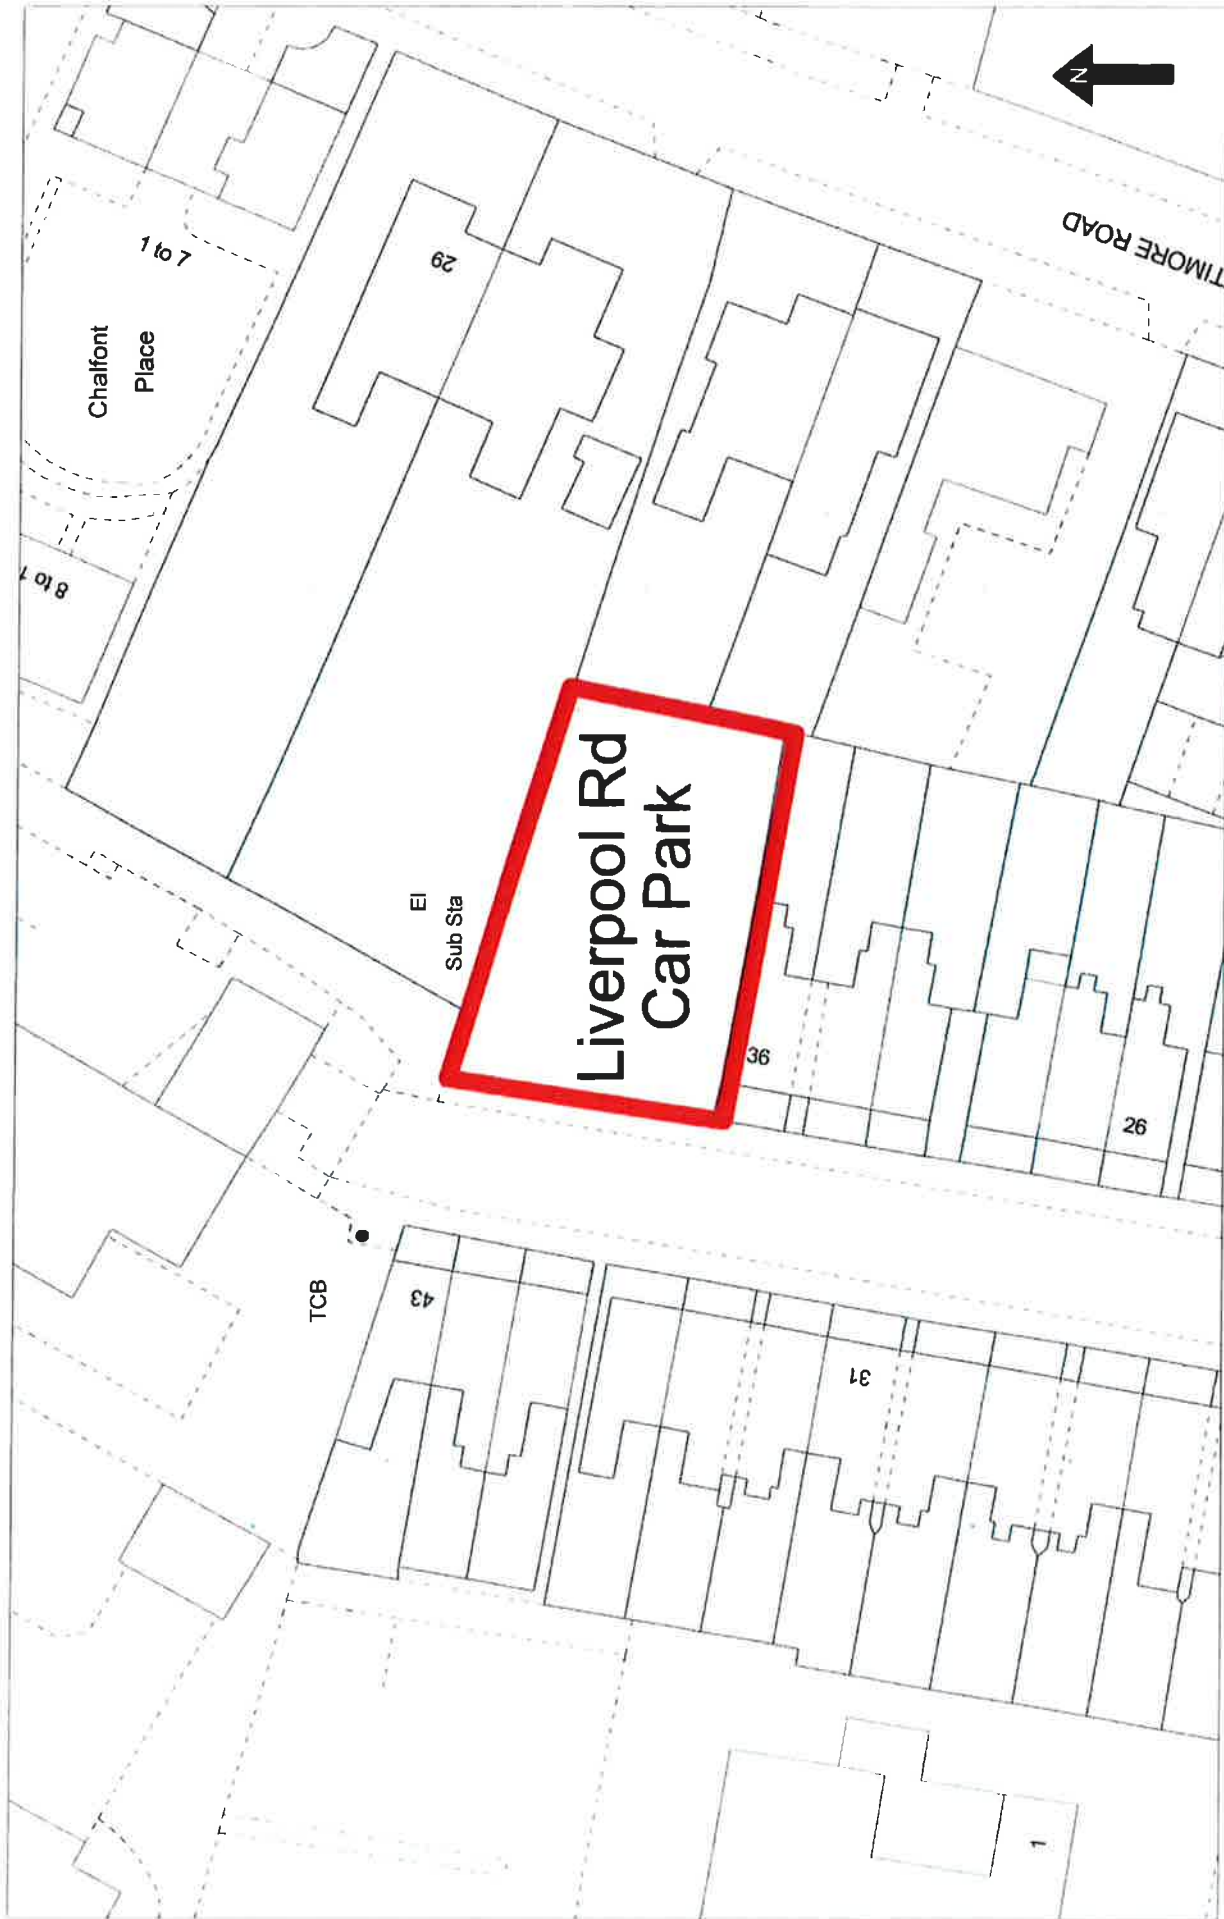 N
TIMORE ROAD
1 to 7
Chalfont
Place
29
8 to 1
El
Sub Sta
Liverpool Rd
Car Park
36
26
TCB
43
31
1